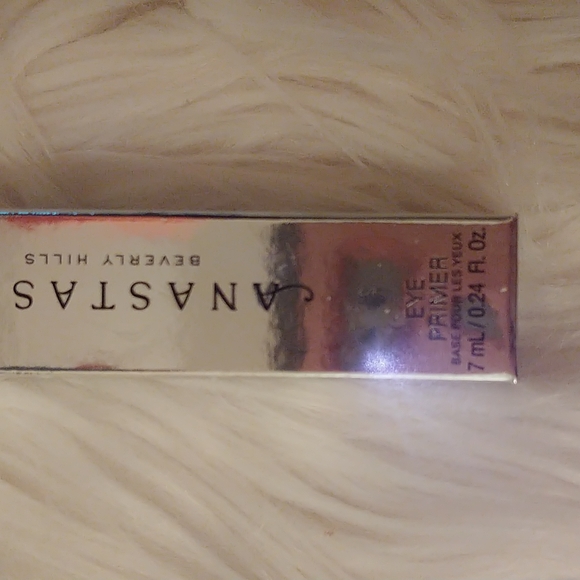 ANASTAS
BEVERLY HILLS
EYE
PRIMER
BASE POUR LES YEUX
7 mL / 0.24 Fl. Oz.